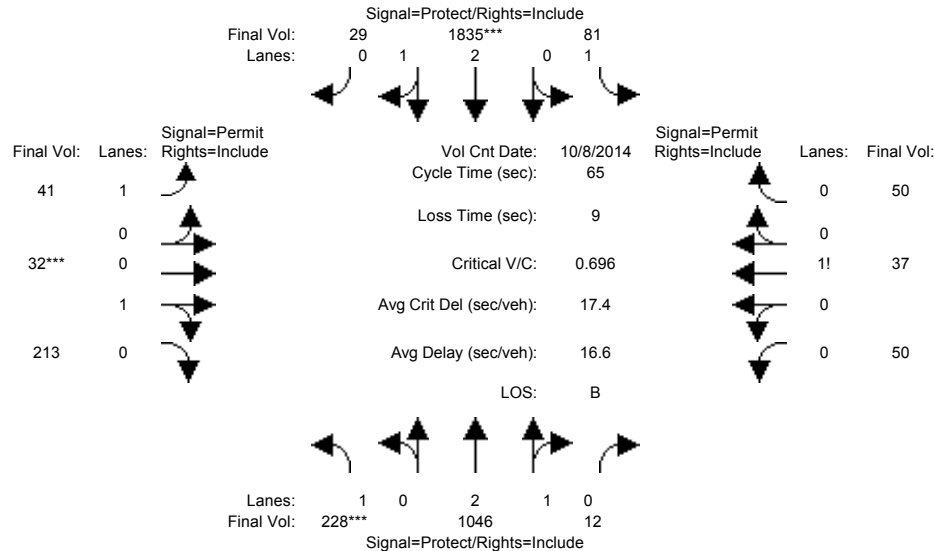 Signal=Protect/Rights=Include
Final Vol: 29 1835*** 81
Lanes: 0 1 2 0 1
Signal=Permit Signal=Permit
Final Vol: Lanes: Rights=Include Vol Cnt Date: 10/8/2014 Rights=Include Lanes: Final Vol:
Cycle Time (sec): 65
41 1 0 50
Loss Time (sec): 9
0 0
32*** 0 Critical V/C: 0.696 1! 37
1 Avg Crit Del (sec/veh): 17.4 0
213 0 Avg Delay (sec/veh): 16.6 0 50
LOS: B
Lanes: 1 0 2 1 0
Final Vol: 228*** 1046 12
Signal=Protect/Rights=Include